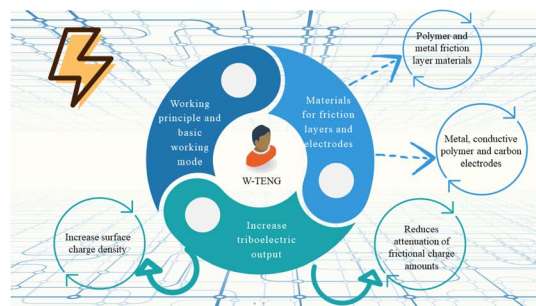 Polymer and
metal friction
layer materials
Working
principle and
basic
working
mode
Materials
for friction
layers and
electrodes
Metal, conductive
polymer and carbon
electrodes
W-TENG
Increase
triboelectric
output
Increase surface
charge density
Reduces
attenuation of
frictional charge
amounts